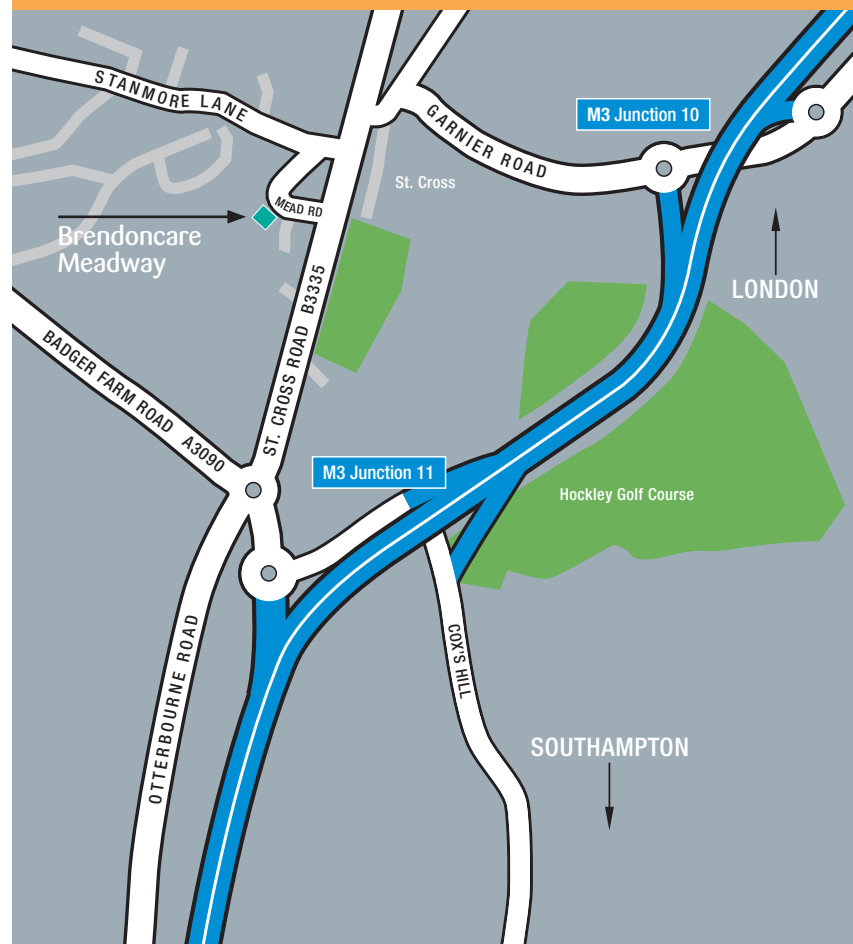 STANMORE LANE
GARNIER ROAD
M3 Junction 10
St. Cross
MEAD RD
Brendoncare
Meadway
LONDON
ST. CROSS ROAD B3335
BADGER FARM ROAD A3090
M3 Junction 11
Hockley Golf Course
OTTERBOURNE ROAD
COX'S HILL
SOUTHAMPTON